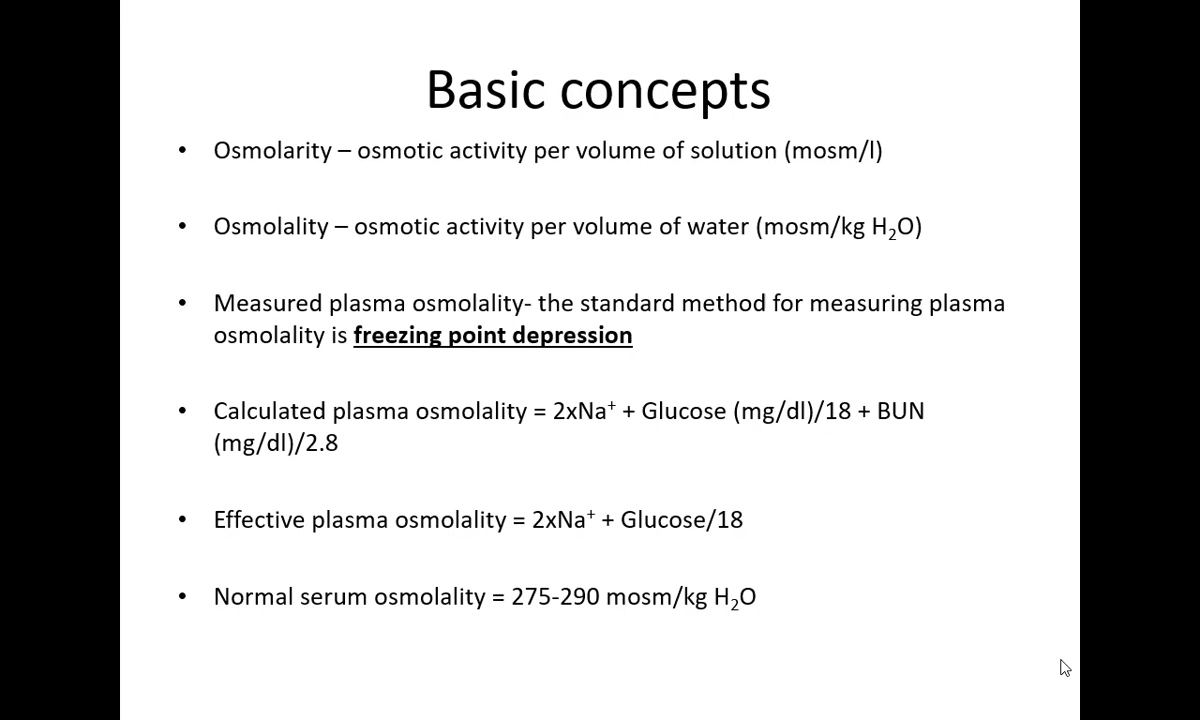 Basic concepts
• Osmolarity – osmotic activity per volume of solution (mosm/l)
• Osmolality – osmotic activity per volume of water (mosm/kg H₂O)
• Measured plasma osmolality- the standard method for measuring plasma
osmolality is freezing point depression
• Calculated plasma osmolality = 2xNa⁺ + Glucose (mg/dl)/18 + BUN
(mg/dl)/2.8
• Effective plasma osmolality = 2xNa⁺ + Glucose/18
• Normal serum osmolality = 275-290 mosm/kg H₂O